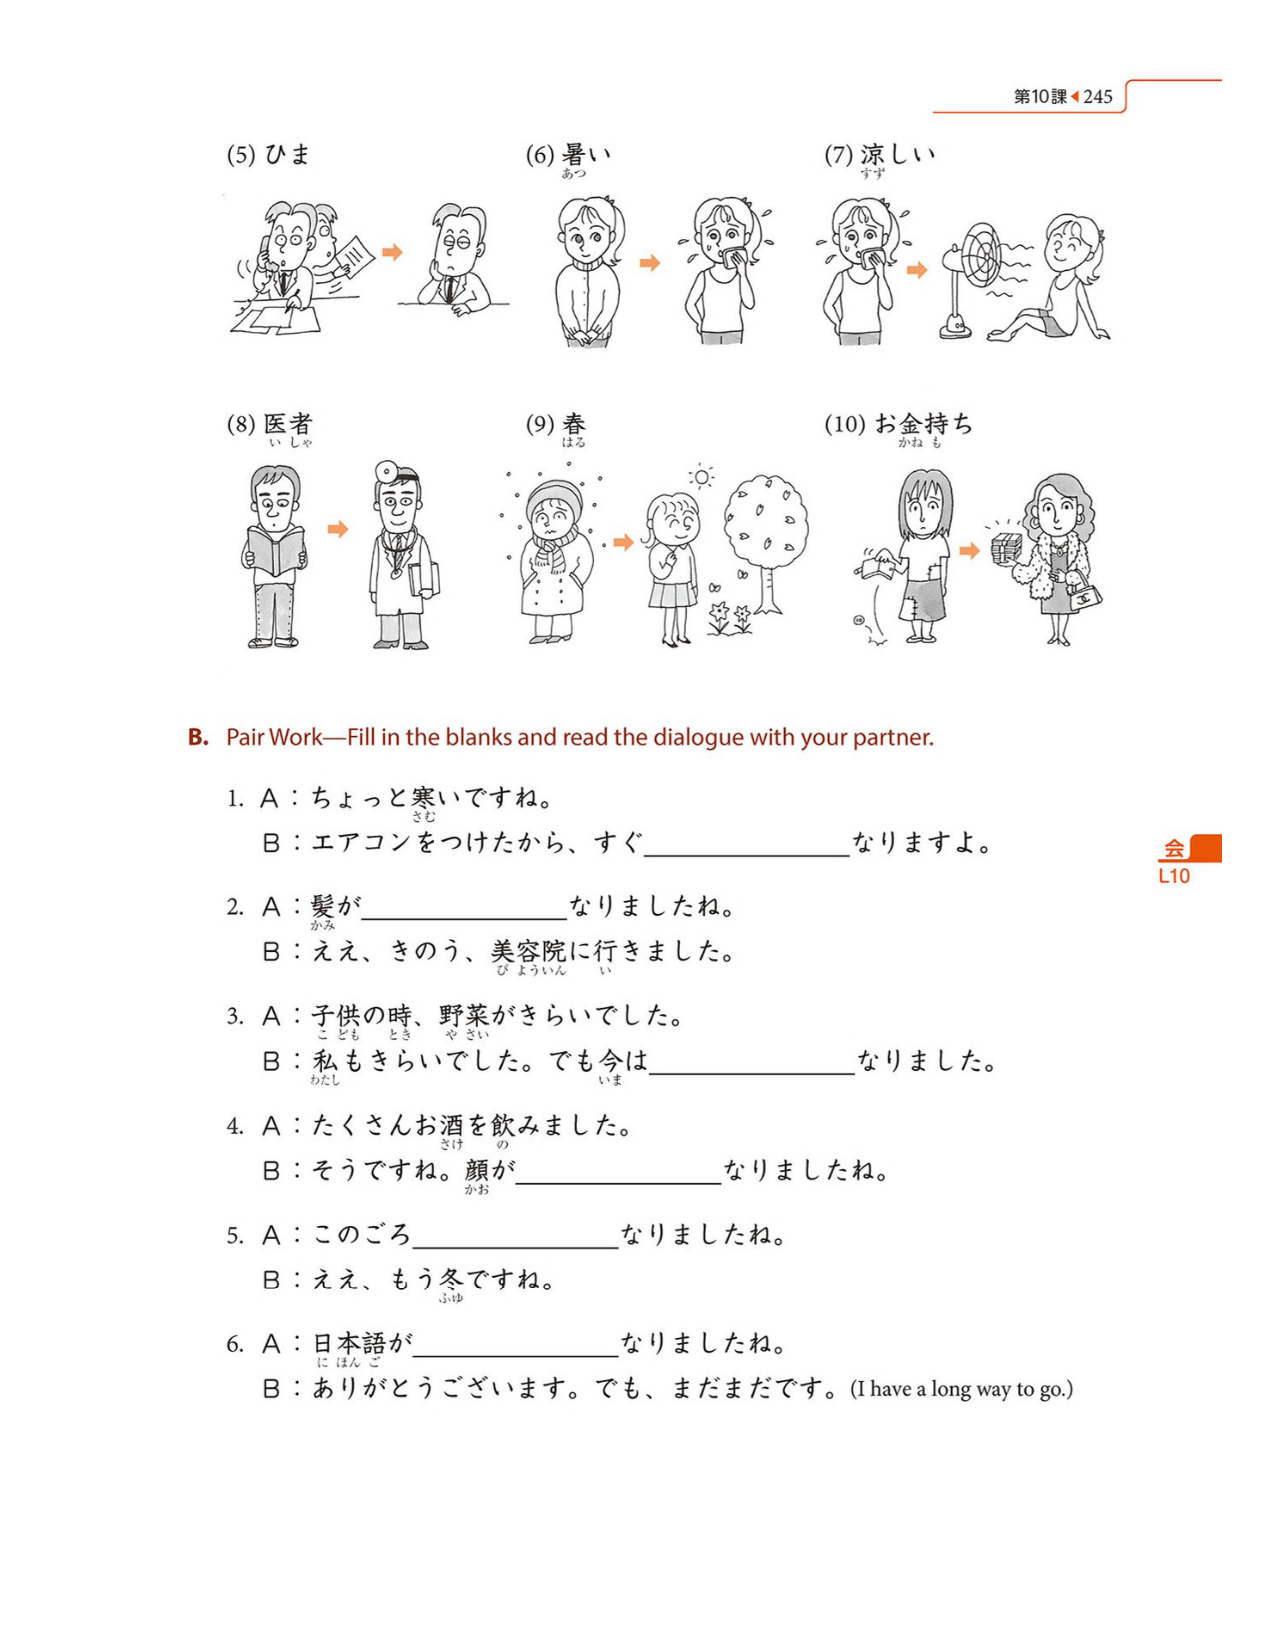 第10課 ◀ 245
(5) ひま
(6) 暑い
あつ
(7) 涼しい
すず
(8) 医者
い しゃ
(9) 春
はる
(10) お金持ち
かね も
B. Pair Work—Fill in the blanks and read the dialogue with your partner.
1. A：ちょっと寒いですね。
さむ
B：エアコンをつけたから、すぐ＿＿＿＿＿＿＿＿なりますよ。
会
L10
2. A：髪が＿＿＿＿＿＿＿＿なりましたね。
かみ
B：ええ、きのう、美容院に行きました。
び よういん い
3. A：子供の時、野菜がきらいでした。
こ ども とき や さい
B：私もきらいでした。でも今は＿＿＿＿＿＿＿＿なりました。
わたし いま
4. A：たくさんお酒を飲みました。
さけ の
B：そうですね。顔が＿＿＿＿＿＿＿＿なりましたね。
かお
5. A：このごろ＿＿＿＿＿＿＿＿なりましたね。
B：ええ、もう冬ですね。
ふゆ
6. A：日本語が＿＿＿＿＿＿＿＿なりましたね。
に ほん ご
B：ありがとうございます。でも、まだまだです。(I have a long way to go.)